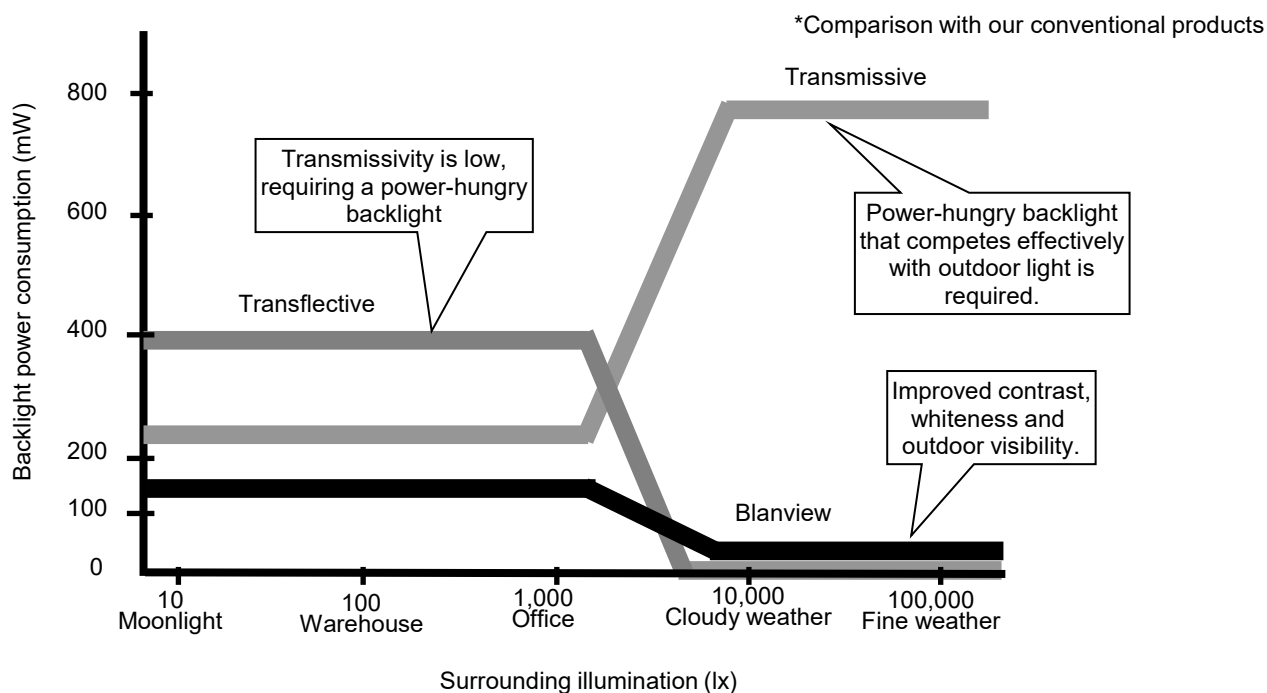 *Comparison with our conventional products
Backlight power consumption (mW)
800
600
400
200
100
0
Transmissive
Transmissivity is low,
requiring a power-hungry
backlight
Power-hungry backlight
that competes effectively
with outdoor light is
required.
Transflective
Improved contrast,
whiteness and
outdoor visibility.
Blanview
10
Moonlight
100
Warehouse
1,000
Office
10,000
Cloudy weather
100,000
Fine weather
Surrounding illumination (lx)